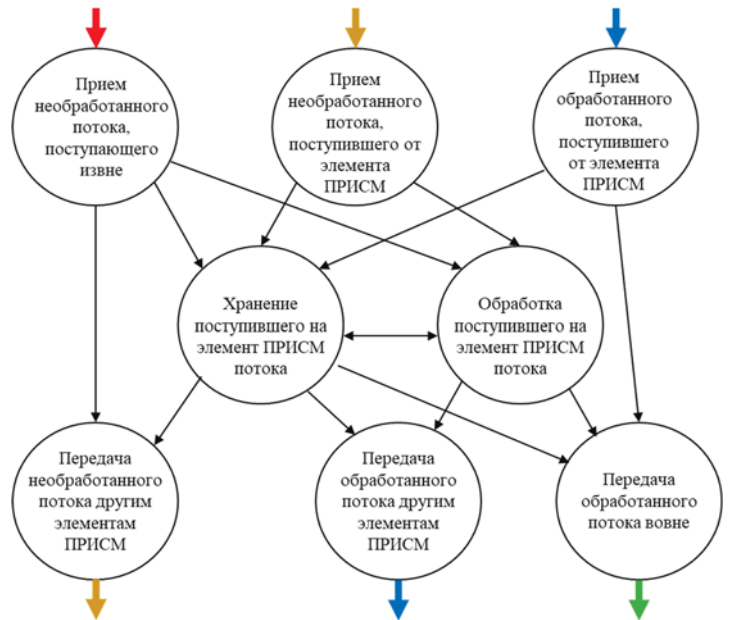 Прием
необработанного
потока,
поступающего
извне
Прием
необработанного
потока,
поступившего от
элемента
ПРИСМ
Прием
обработанного
потока,
поступившего
от элемента
ПРИСМ
Хранение
поступившего на
элемент ПРИСМ
потока
Обработка
поступившего на
элемент ПРИСМ
потока
Передача
необработанного
потока другим
элементам
ПРИСМ
Передача
обработанного
потока другим
элементам
ПРИСМ
Передача
обработанного
потока вовне